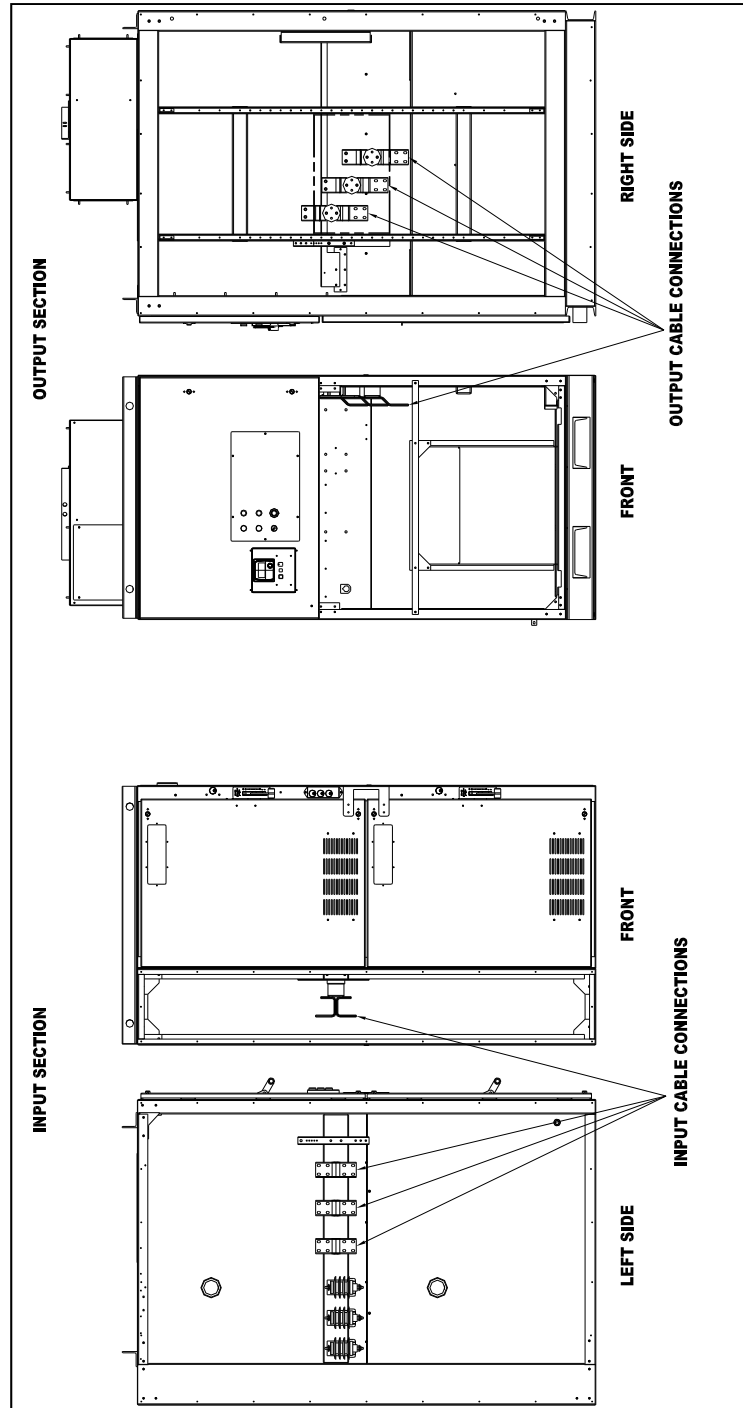 INPUT SECTION
OUTPUT SECTION
LEFT SIDE
FRONT
FRONT
RIGHT SIDE
INPUT CABLE CONNECTIONS
OUTPUT CABLE CONNECTIONS